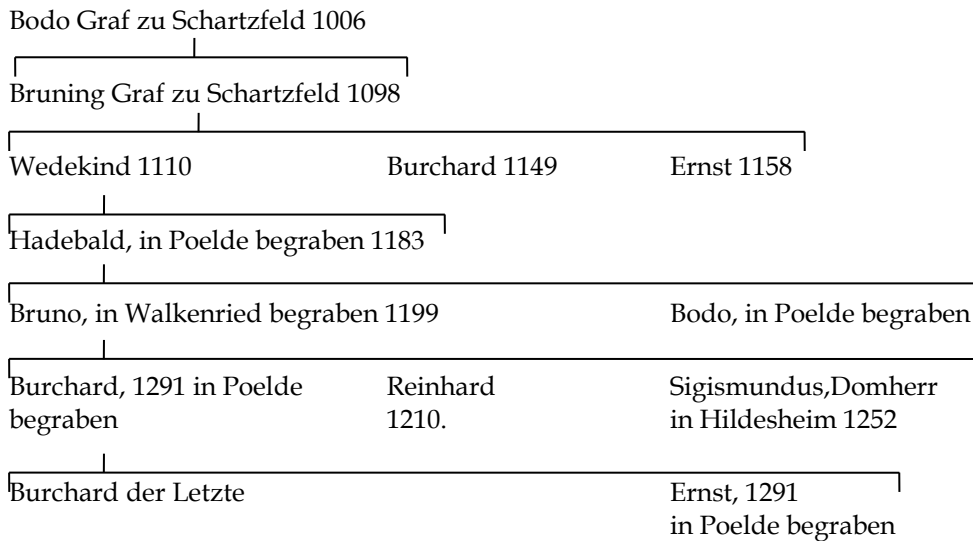 Bodo Graf zu Schartzfeld 1006
Bruning Graf zu Schartzfeld 1098
Wedekind 1110 Burchard 1149 Ernst 1158
Hadebald, in Poelde begraben 1183
Bruno, in Walkenried begraben 1199 Bodo, in Poelde begraben
Burchard, 1291 in Poelde Reinhard Sigismundus,Domherr
begraben 1210. in Hildesheim 1252
Burchard der Letzte Ernst, 1291
in Poelde begraben